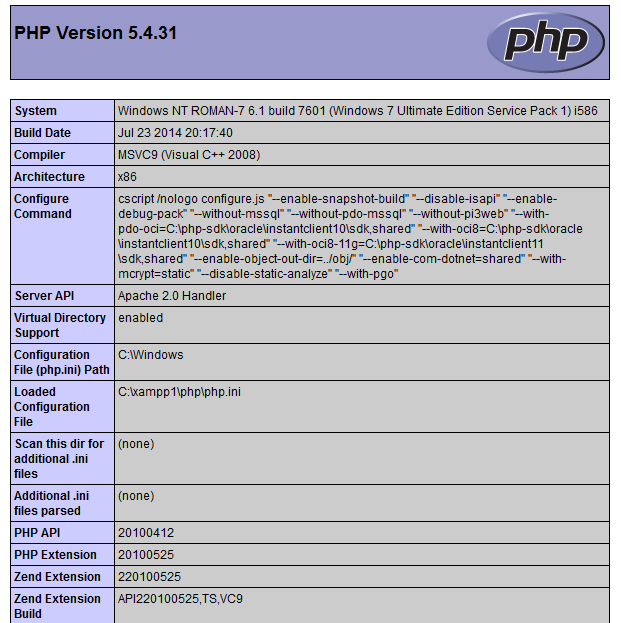 PHP Version 5.4.31
php
System Windows NT ROMAN-7 6.1 build 7601 (Windows 7 Ultimate Edition Service Pack 1) i586
Build Date Jul 23 2014 20:17:40
Compiler MSVC9 (Visual C++ 2008)
Architecture x86
Configure
Command
cscript /nologo configure.js "--enable-snapshot-build" "--disable-isapi" "--enable-
debug-pack" "--without-mssql" "--without-pdo-mssql" "--without-pi3web" "--with-
pdo-oci=C:\php-sdk\oracle\instantclient10\sdk,shared" "--with-oci8=C:\php-sdk\oracle
\instantclient10\sdk,shared" "--with-oci8-11g=C:\php-sdk\oracle\instantclient11
\sdk,shared" "--enable-object-out-dir=../obj/" "--enable-com-dotnet=shared" "--with-
mcrypt=static" "--disable-static-analyze" "--with-pgo"
Server API Apache 2.0 Handler
Virtual Directory
Support
enabled
Configuration
File (php.ini) Path
C:\Windows
Loaded
Configuration
File
C:\xampp1\php\php.ini
Scan this dir for
additional .ini
files
(none)
Additional .ini
files parsed
(none)
PHP API 20100412
PHP Extension 20100525
Zend Extension 220100525
Zend Extension
Build
API220100525,TS,VC9